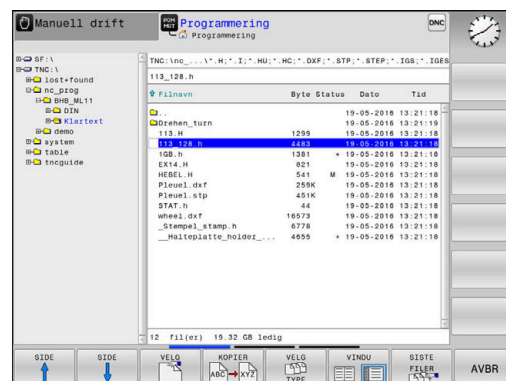 Manuell drift
PGM
MGT
Programmering
Programmering
DNC
SF:\
TNC:\
lost+found
nc_prog
BHB_ML11
DIN
Klartext
demo
system
table
tncguide
TNC:\nc_...\*.H;*.I;*.HU;*.HC;*.DXF;*.STP;*.STEP;*.IGS;*.IGES
113_128.h
Filnavn Byte Status Dato Tid
.. 19-05-2016 13:21:18
Drehen_turn 19-05-2016 13:21:19
113.H 1299 19-05-2016 13:21:18
113_128.h 4483 19-05-2016 13:21:18
1GB.h 1381 + 19-05-2016 13:21:18
EX14.H 821 19-05-2016 13:21:18
HEBEL.H 541 M 19-05-2016 13:21:18
Pleuel.dxf 259K 19-05-2016 13:21:18
Pleuel.stp 451K 19-05-2016 13:21:18
STAT.h 44 19-05-2016 13:21:18
wheel.dxf 16573 19-05-2016 13:21:18
_Stempel_stamp.h 6778 19-05-2016 13:21:18
__Halteplatte_holder_... 4655 + 19-05-2016 13:21:18
12 fil(er) 19.32 GB ledig
SIDE
SIDE
VELG
KOPIER
ABC XYZ
VELG
TYPE
VINDU
SISTE
FILER
AVBR